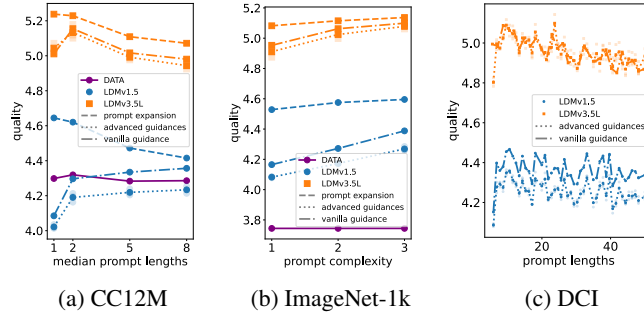 quality
5.2
5.0
4.8
4.6
4.4
4.2
4.0
DATA
LDMv1.5
LDMv3.5L
prompt expansion
advanced guidances
vanilla guidance
1 2 5 8
median prompt lengths
(a) CC12M
quality
5.2
5.0
4.8
4.6
4.4
4.2
4.0
3.8
DATA
LDMv1.5
LDMv3.5L
prompt expansion
advanced guidances
vanilla guidance
1 2 3
prompt complexity
(b) ImageNet-1k
quality
5.0
4.8
4.6
4.4
4.2
LDMv1.5
LDMv3.5L
advanced guidances
vanilla guidance
20 40
prompt lengths
(c) DCI